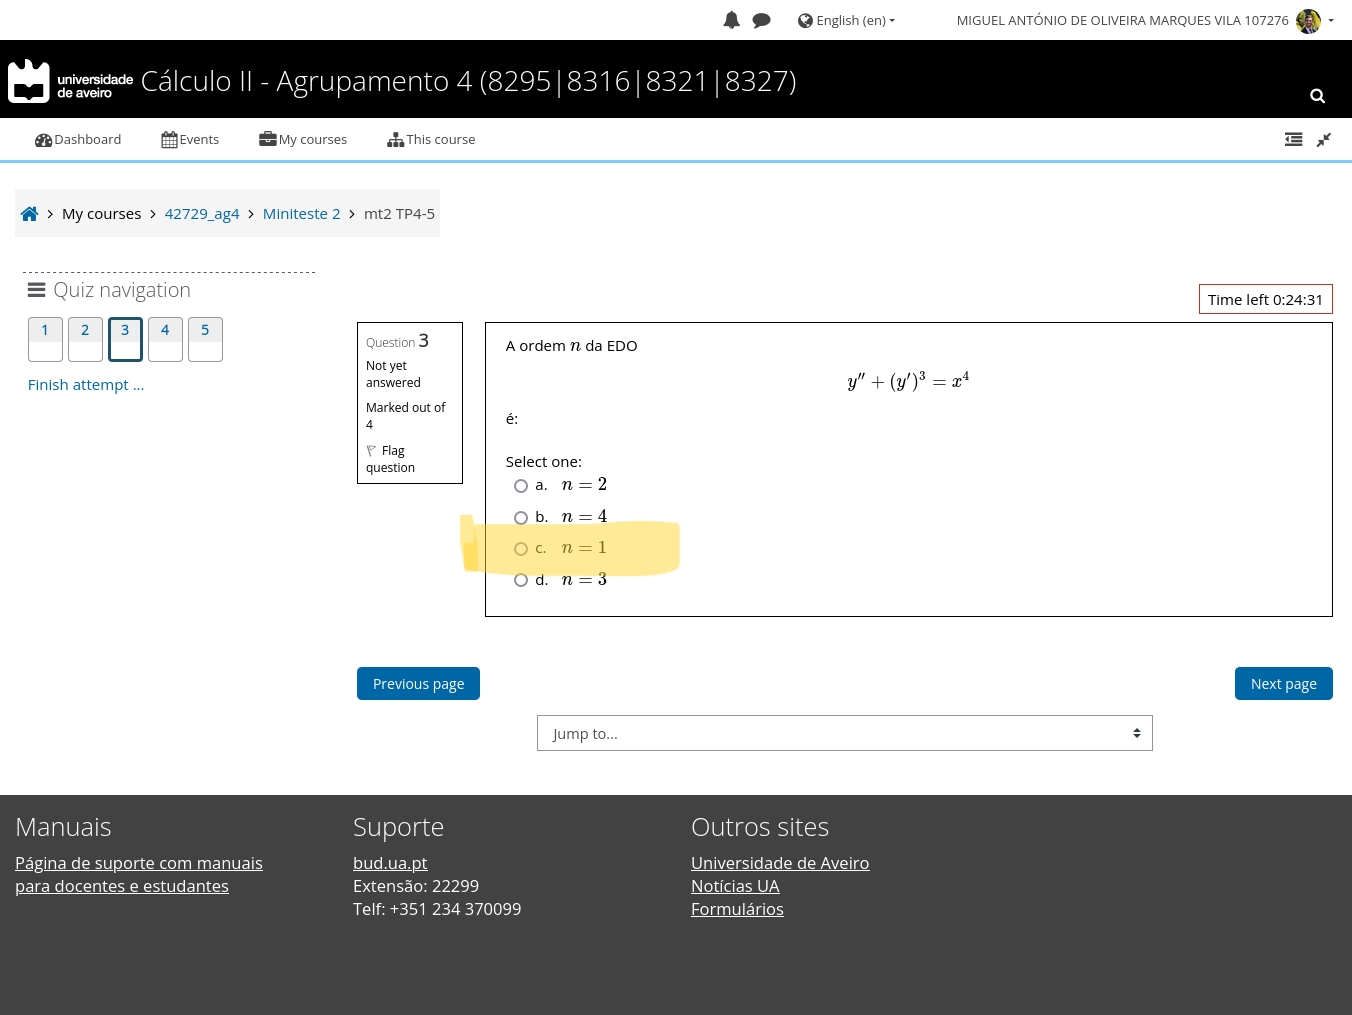 English (en)
MIGUEL ANTÓNIO DE OLIVEIRA MARQUES VILA 107276
universidade
de aveiro
Cálculo II - Agrupamento 4 (8295|8316|8321|8327)
Dashboard
Events
My courses
This course
My courses
42729_ag4
Miniteste 2
mt2 TP4-5
Quiz navigation
1 2 3 4 5
Finish attempt ...
Time left 0:24:31
Question 3
Not yet
answered
Marked out of
4
Flag
question
A ordem n da EDO
y″ + (y′)³ = x⁴
é:
Select one:
a. n = 2
b. n = 4
c. n = 1
d. n = 3
Previous page
Next page
Jump to...
Manuais
Página de suporte com manuais
para docentes e estudantes
Suporte
bud.ua.pt
Extensão: 22299
Telf: +351 234 370099
Outros sites
Universidade de Aveiro
Notícias UA
Formulários